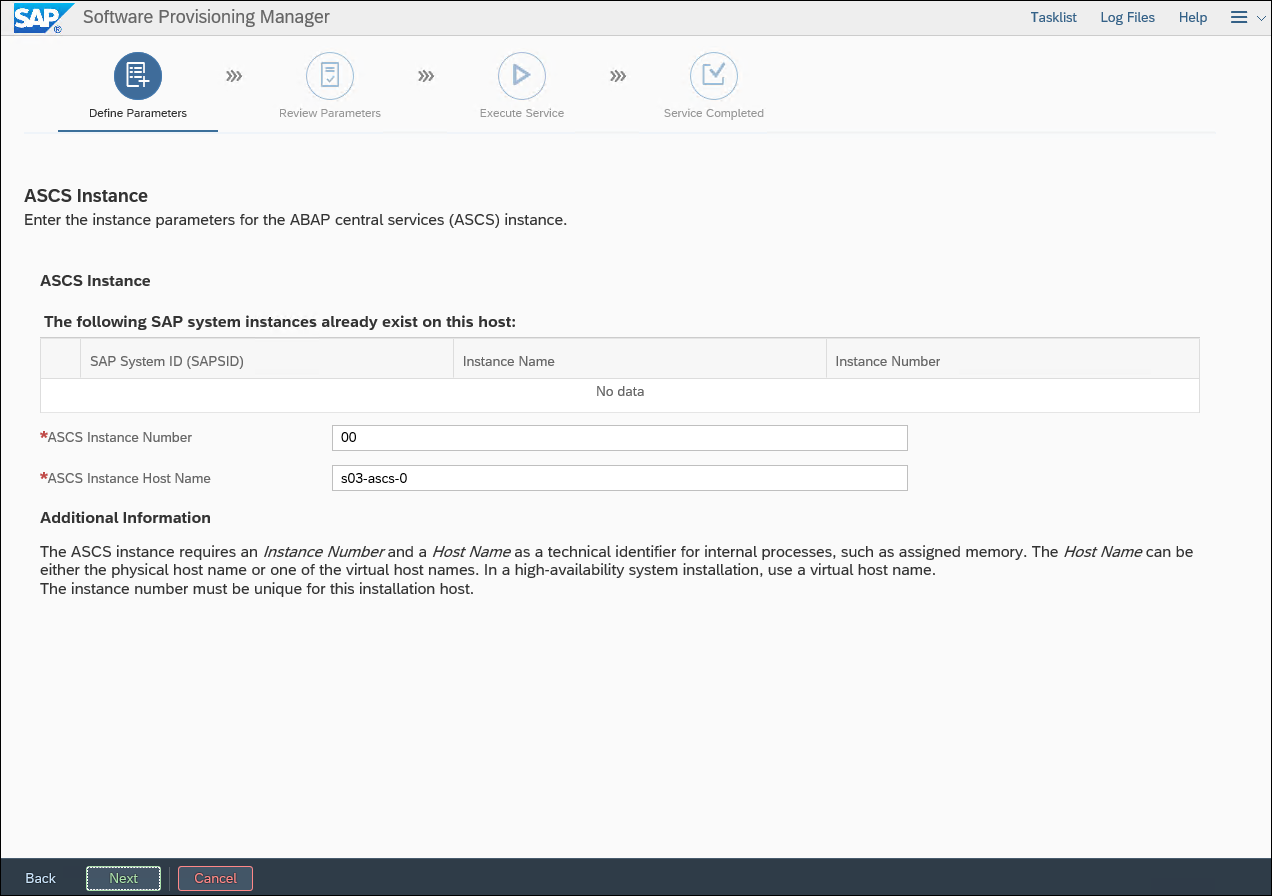 SAP ® Software Provisioning Manager Tasklist Log Files Help
Define Parameters Review Parameters Execute Service Service Completed
ASCS Instance
Enter the instance parameters for the ABAP central services (ASCS) instance.
ASCS Instance
The following SAP system instances already exist on this host:
SAP System ID (SAPSID) Instance Name Instance Number
No data
*ASCS Instance Number 00
*ASCS Instance Host Name s03-ascs-0
Additional Information
The ASCS instance requires an Instance Number and a Host Name as a technical identifier for internal processes, such as assigned memory. The Host Name can be
either the physical host name or one of the virtual host names. In a high-availability system installation, use a virtual host name.
The instance number must be unique for this installation host.
Back Next Cancel